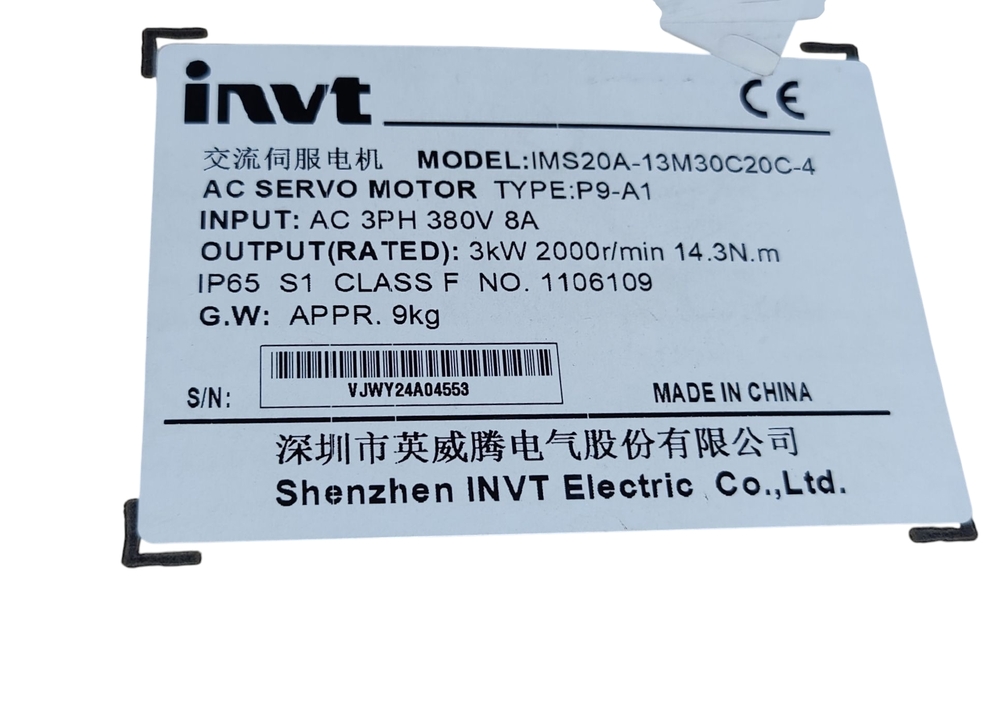 invt CE
交流伺服电机 MODEL:IMS20A-13M30C20C-4
AC SERVO MOTOR TYPE:P9-A1
INPUT: AC 3PH 380V 8A
OUTPUT(RATED): 3kW 2000r/min 14.3N.m
IP65 S1 CLASS F NO. 1106109
G.W: APPR. 9kg
S/N: VJWY24A04553 MADE IN CHINA
深圳市英威腾电气股份有限公司
Shenzhen INVT Electric Co.,Ltd.